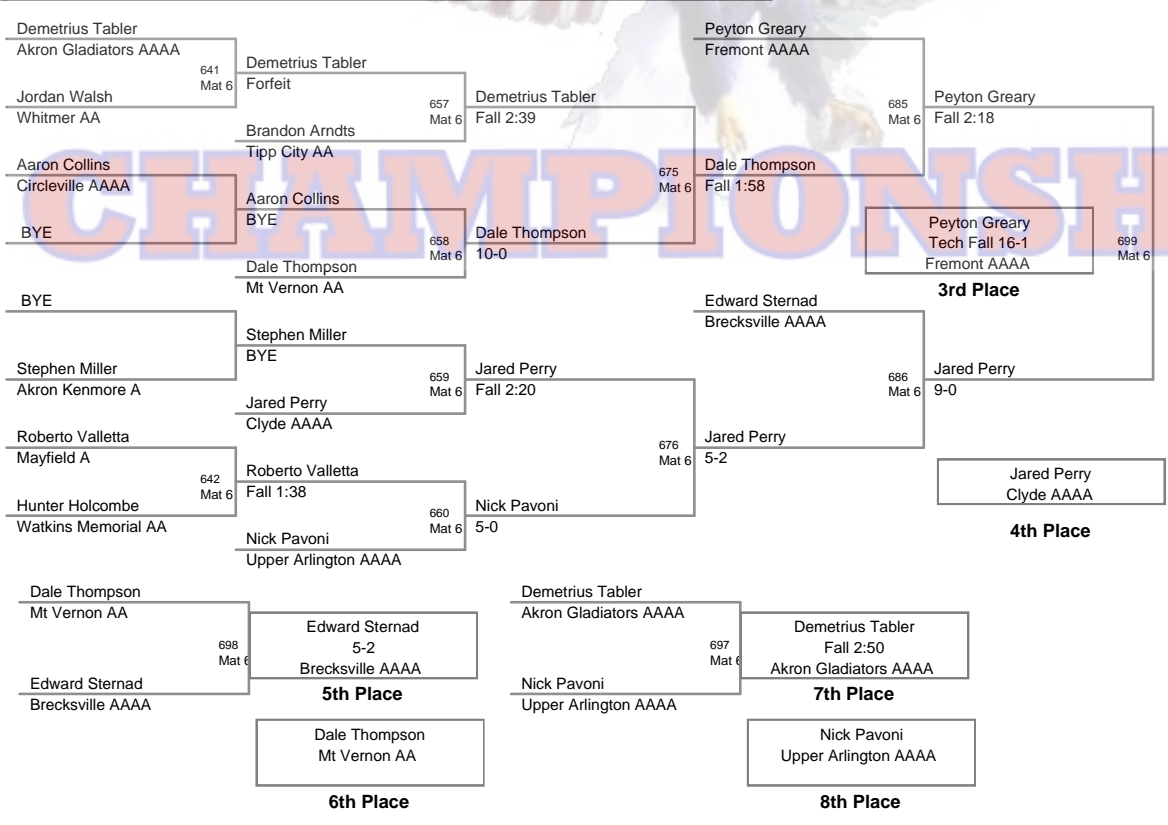 Demetrius Tabler
Akron Gladiators AAAA
641
Mat 6
Jordan Walsh
Whitmer AA
Aaron Collins
Circleville AAAA
BYE
BYE
Stephen Miller
Akron Kenmore A
Roberto Valletta
Mayfield A
642
Mat 6
Hunter Holcombe
Watkins Memorial AA
Demetrius Tabler
Forfeit
657
Mat 6
Brandon Arndts
Tipp City AA
Aaron Collins
BYE
658
Mat 6
Dale Thompson
Mt Vernon AA
Stephen Miller
BYE
659
Mat 6
Jared Perry
Clyde AAAA
Roberto Valletta
Fall 1:38
660
Mat 6
Nick Pavoni
Upper Arlington AAAA
Demetrius Tabler
Fall 2:39
675
Mat 6
Dale Thompson
10-0
Jared Perry
Fall 2:20
676
Mat 6
Nick Pavoni
5-0
Peyton Greary
Fremont AAAA
685
Mat 6
Dale Thompson
Fall 1:58
Edward Sternad
Brecksville AAAA
686
Mat 6
Jared Perry
5-2
Peyton Greary
Fall 2:18
699
Mat 6
Jared Perry
9-0
Peyton Greary
Tech Fall 16-1
Fremont AAAA
3rd Place
Jared Perry
Clyde AAAA
4th Place
CHAMPIONSH
Dale Thompson
Mt Vernon AA
698
Mat 6
Edward Sternad
Brecksville AAAA
Edward Sternad
5-2
Brecksville AAAA
5th Place
Dale Thompson
Mt Vernon AA
6th Place
Demetrius Tabler
Akron Gladiators AAAA
697
Mat 6
Nick Pavoni
Upper Arlington AAAA
Demetrius Tabler
Fall 2:50
Akron Gladiators AAAA
7th Place
Nick Pavoni
Upper Arlington AAAA
8th Place